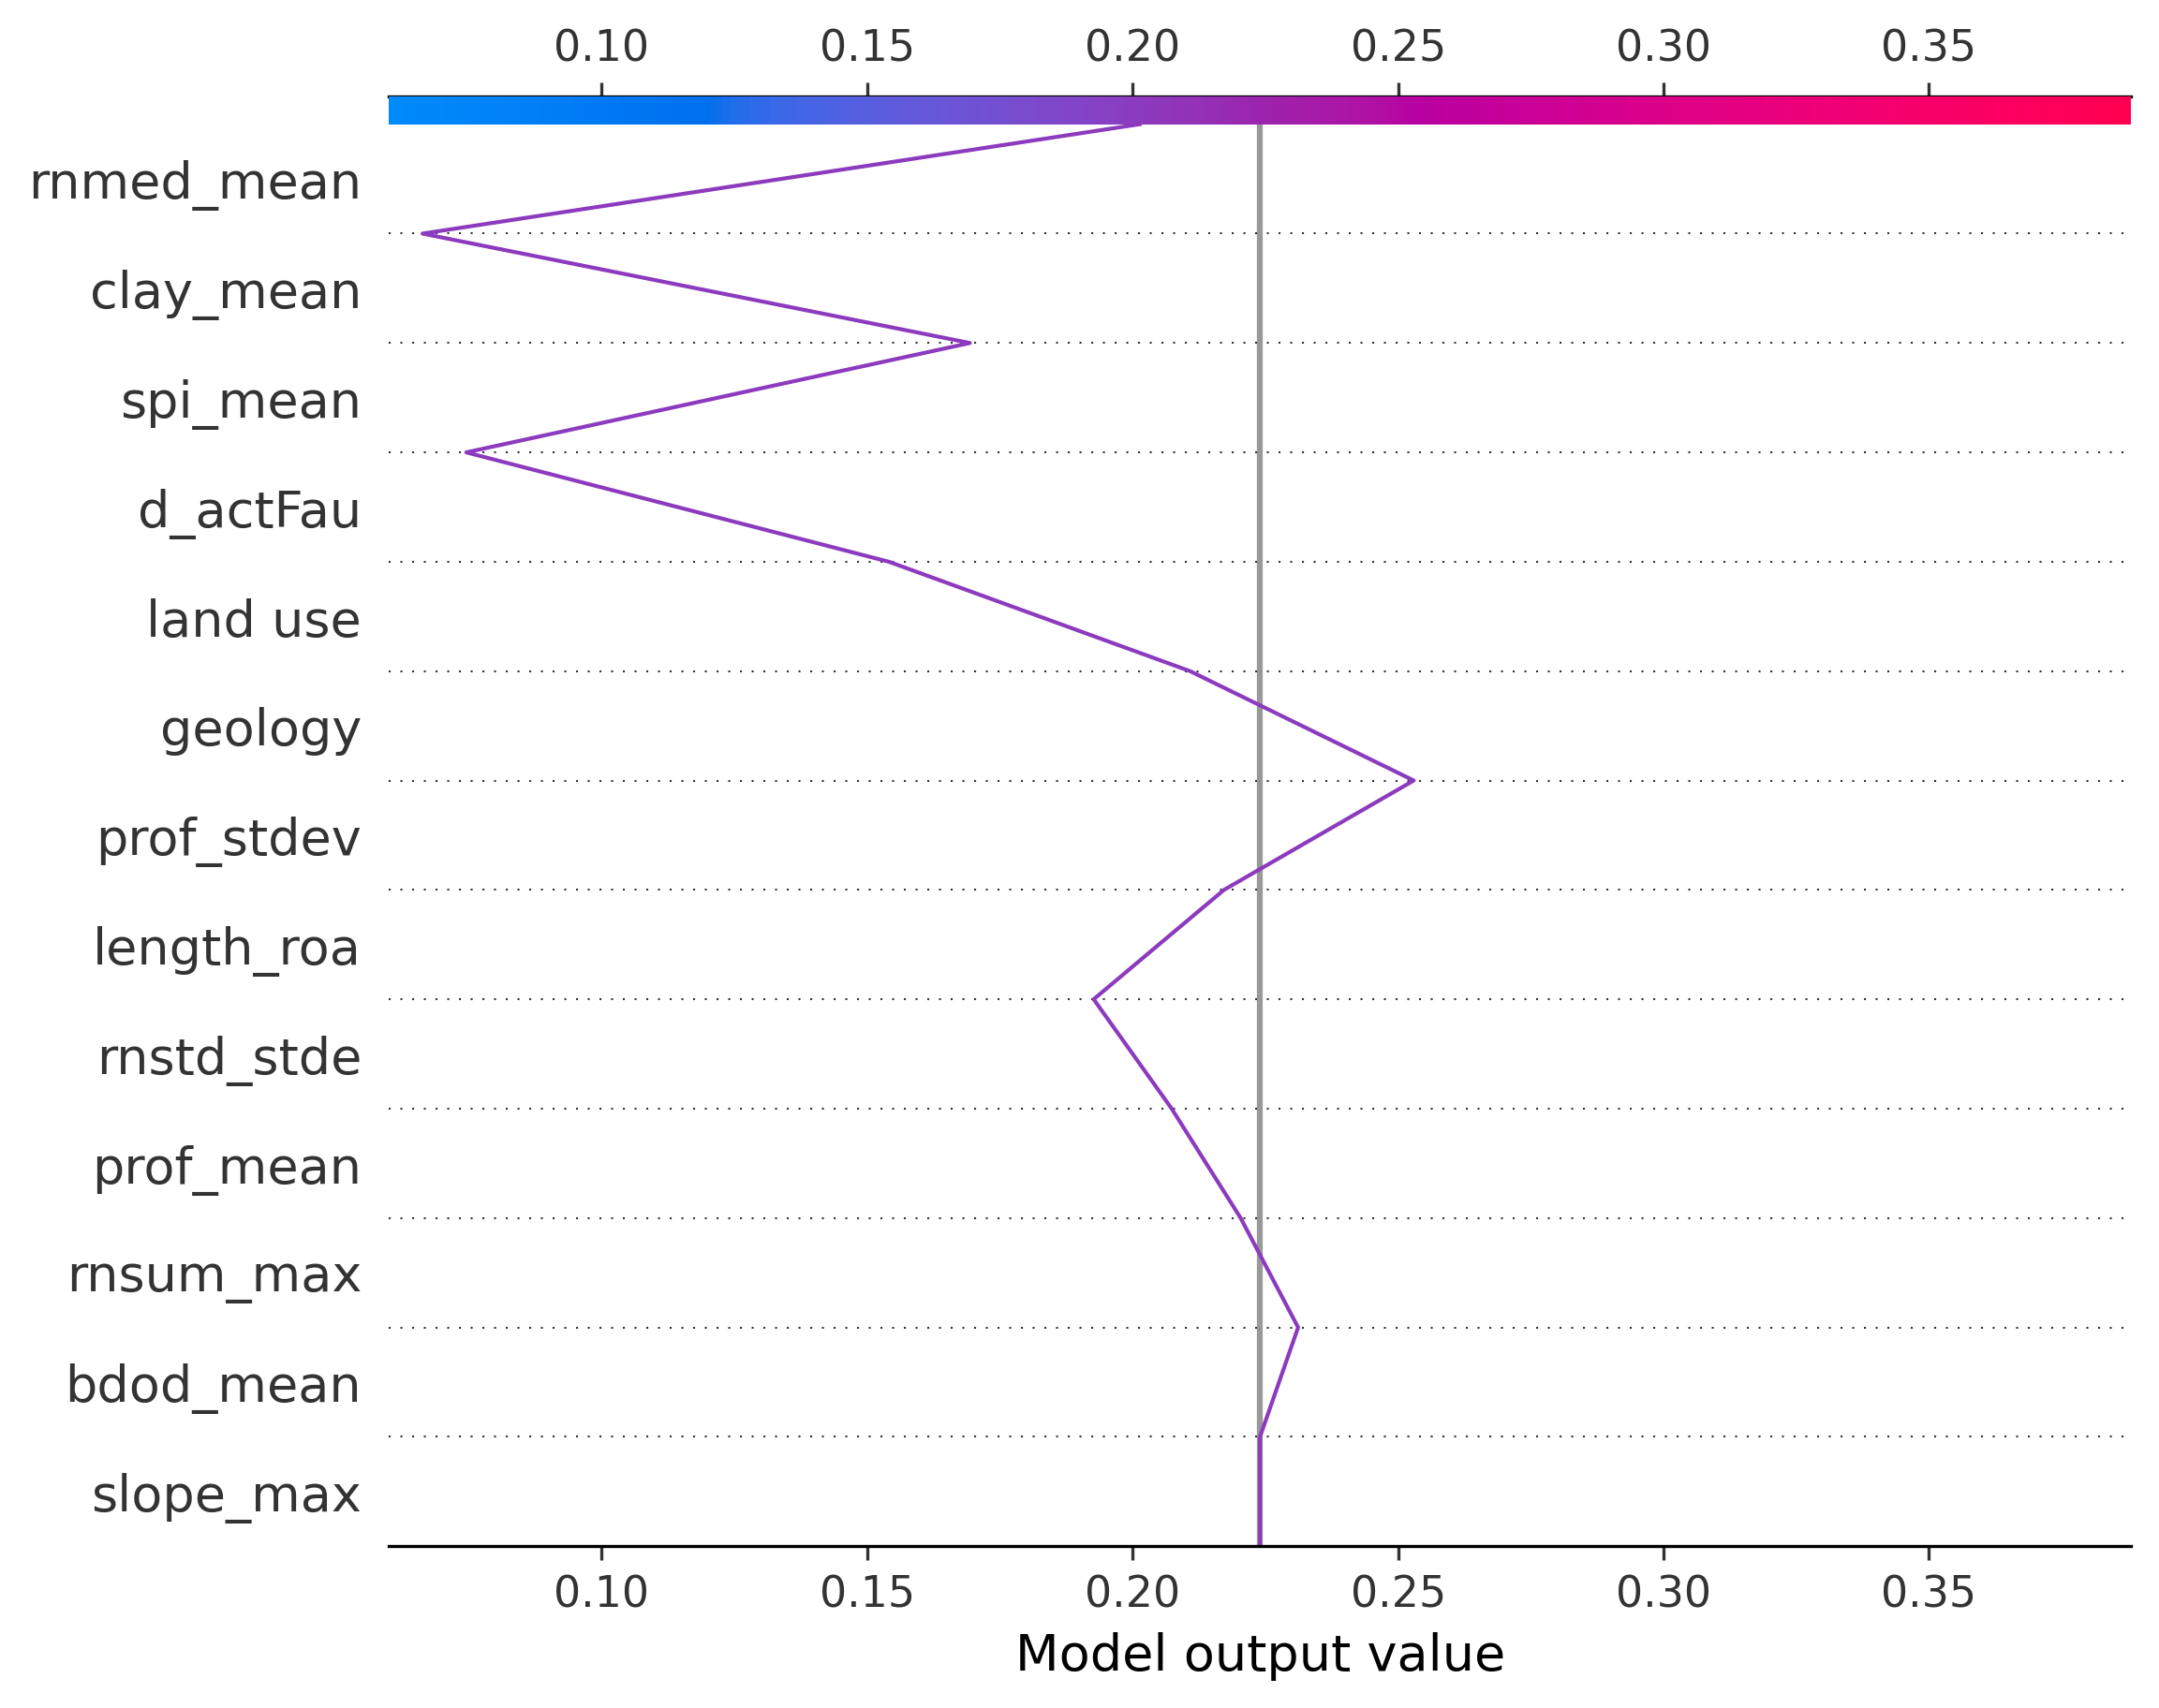 0.10 0.15 0.20 0.25 0.30 0.35
rnmed_mean
clay_mean
spi_mean
d_actFau
land use
geology
prof_stdev
length_roa
rnstd_stde
prof_mean
rnsum_max
bdod_mean
slope_max
0.10 0.15 0.20 0.25 0.30 0.35
Model output value